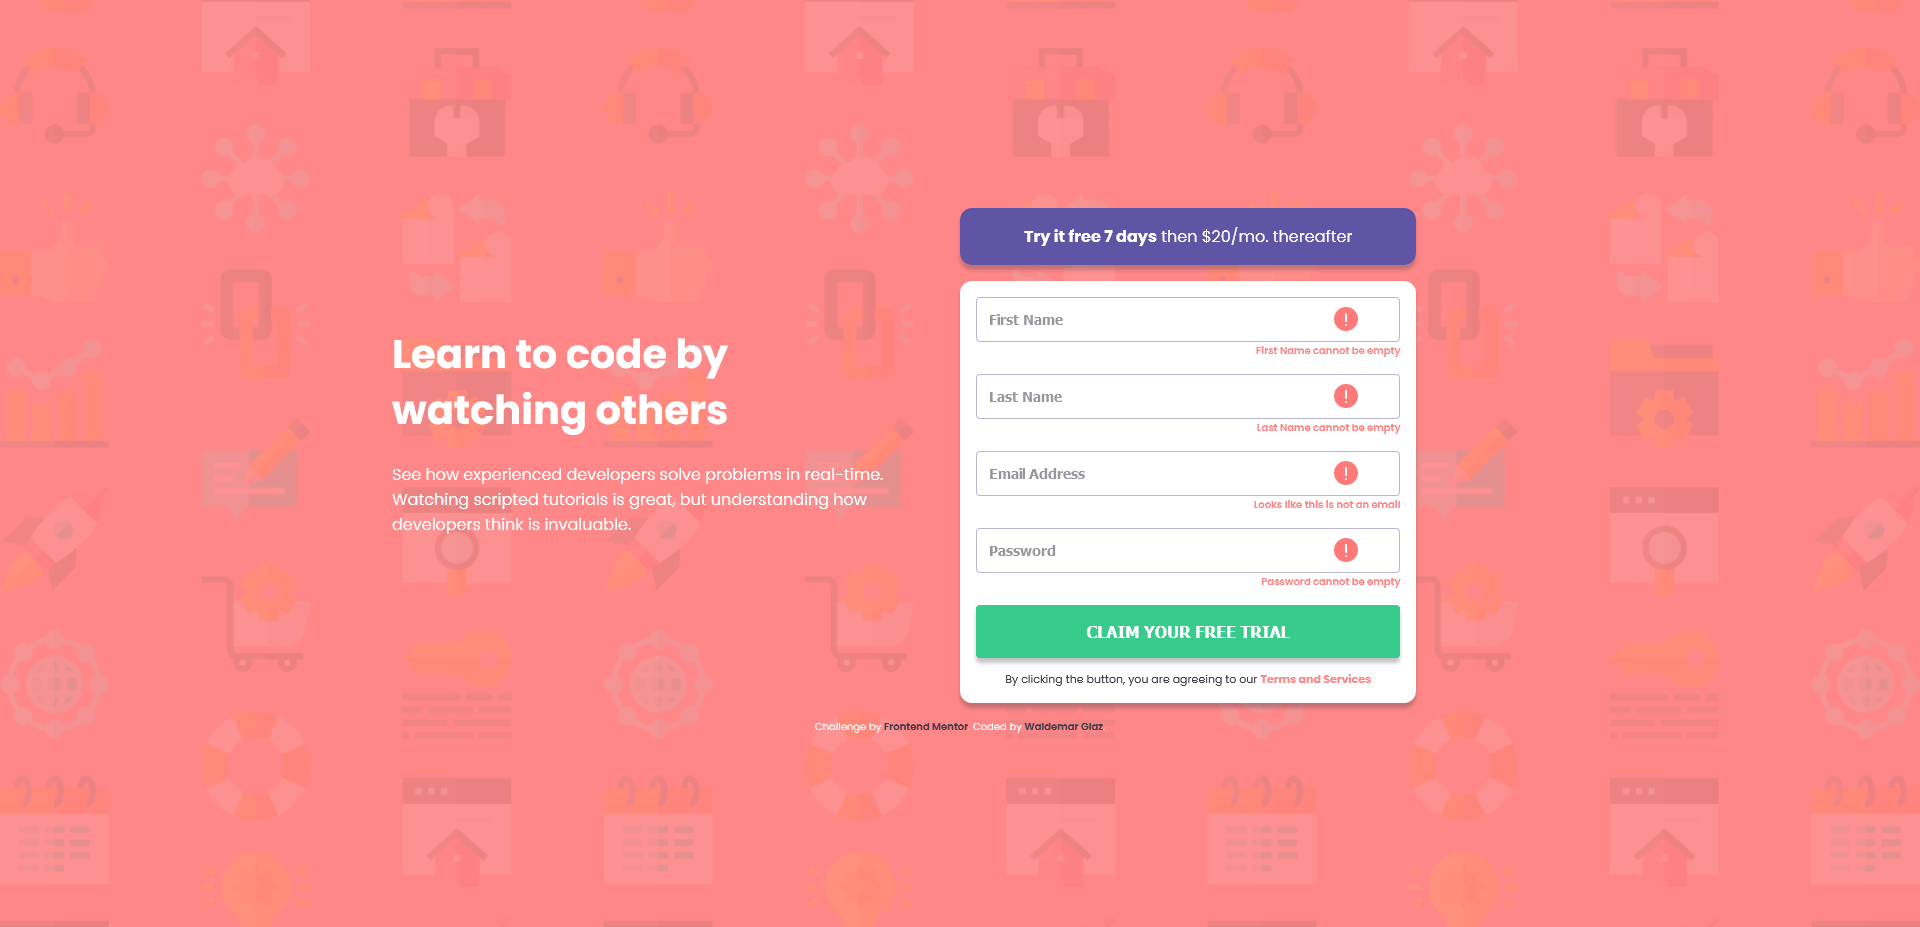 Learn to code by
watching others
See how experienced developers solve problems in real-time.
Watching scripted tutorials is great, but understanding how
developers think is invaluable.
Try it free 7 days then $20/mo. thereafter
First Name
First Name cannot be empty
Last Name
Last Name cannot be empty
Email Address
Looks like this is not an email
Password
Password cannot be empty
CLAIM YOUR FREE TRIAL
By clicking the button, you are agreeing to our Terms and Services
Challenge by Frontend Mentor. Coded by Waldemar Glaz.